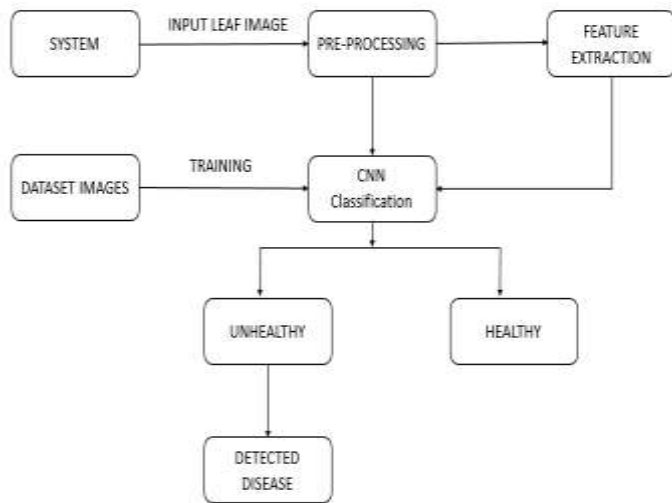 INPUT LEAF IMAGE
SYSTEM
PRE-PROCESSING
FEATURE
EXTRACTION
TRAINING
DATASET IMAGES
CNN
Classification
UNHEALTHY
HEALTHY
DETECTED
DISEASE